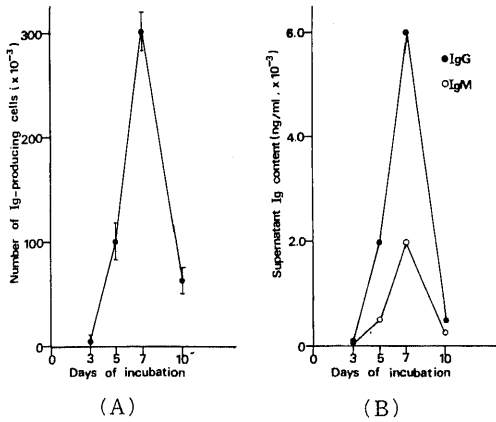 Number of Ig-producing cells (x 10⁻³)
300
200
100
0
0 3 5 7 10
Days of incubation
(A)
Supernatant Ig content (ng/ml, x 10⁻³)
6.0
4.0
2.0
0
0 3 5 7 10
Days of incubation
IgG
IgM
(B)